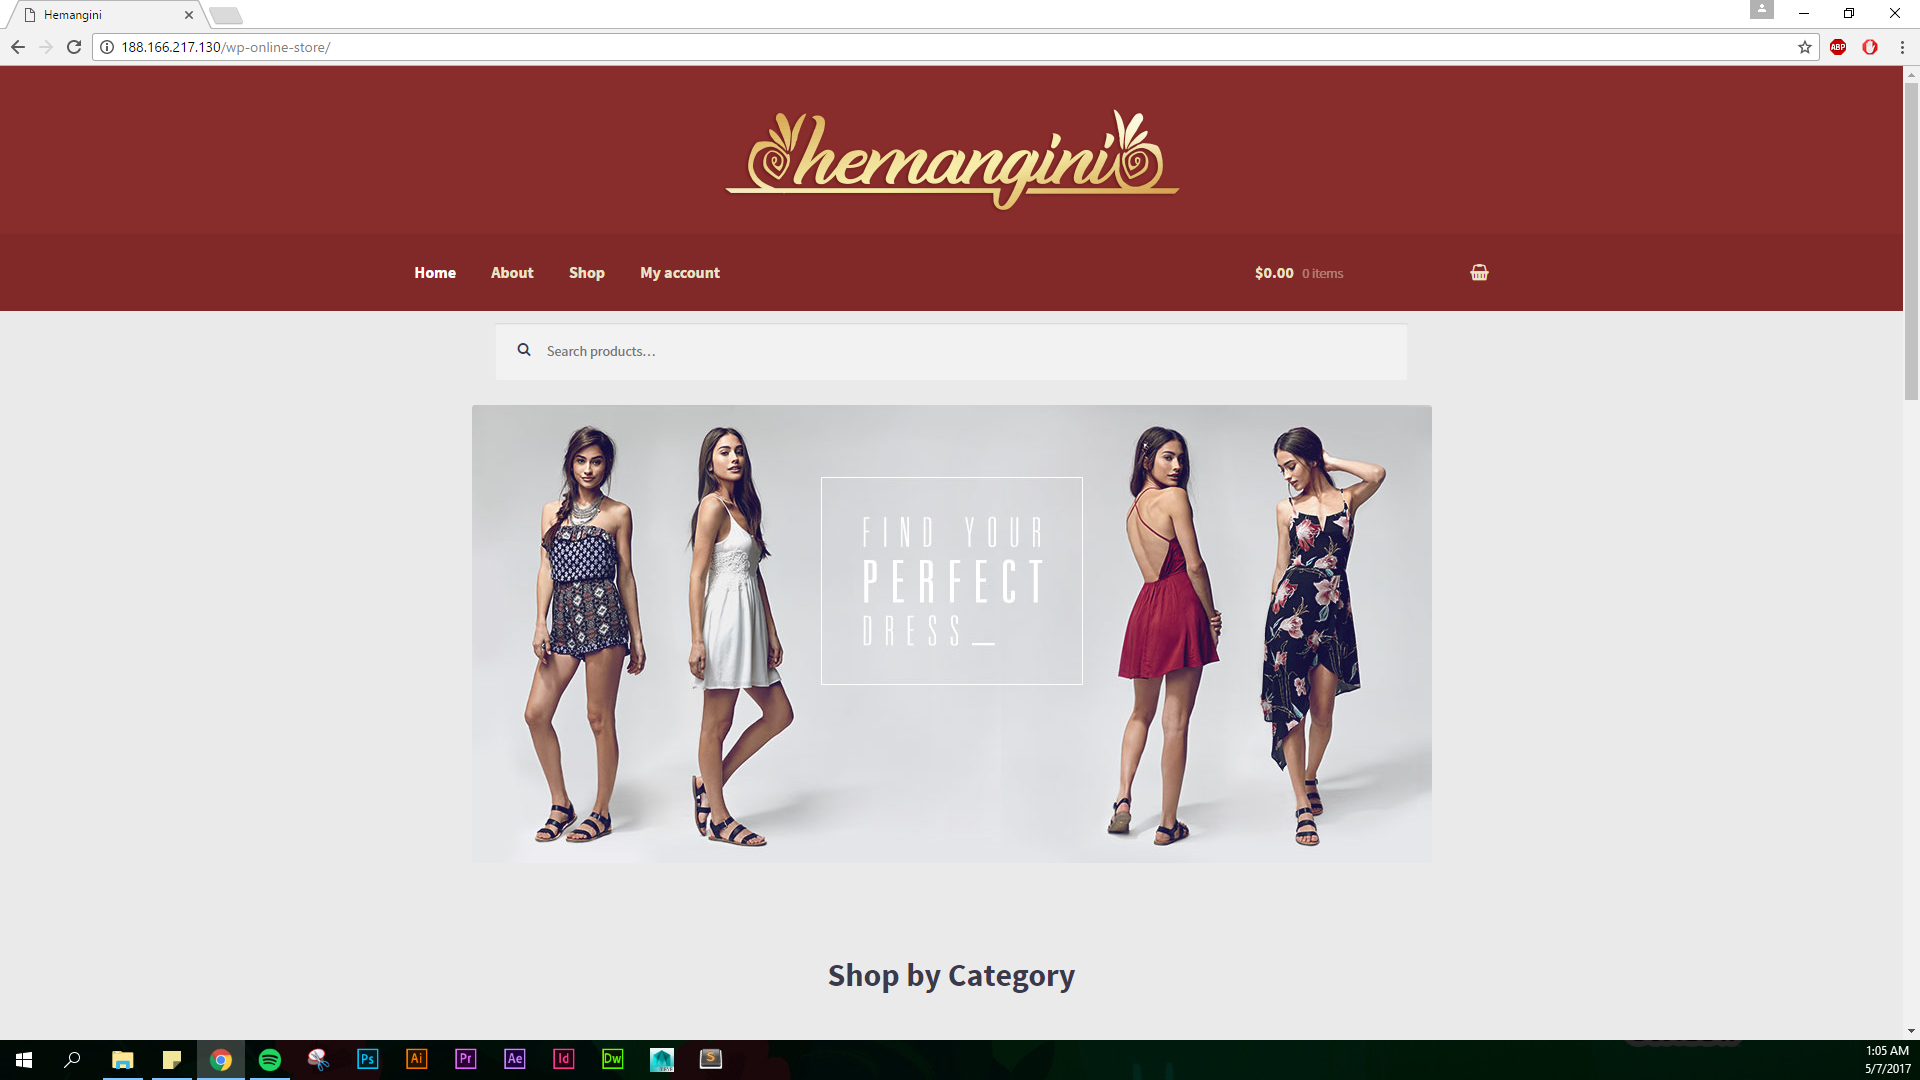 Hemangini
188.166.217.130/wp-online-store/
ABP
hemangini
Home About Shop My account $0.00 0 items
Search products…
FIND YOUR
PERFECT
DRESS_
Shop by Category
Ps Ai Pr Ae Id Dw S
1:05 AM
5/7/2017